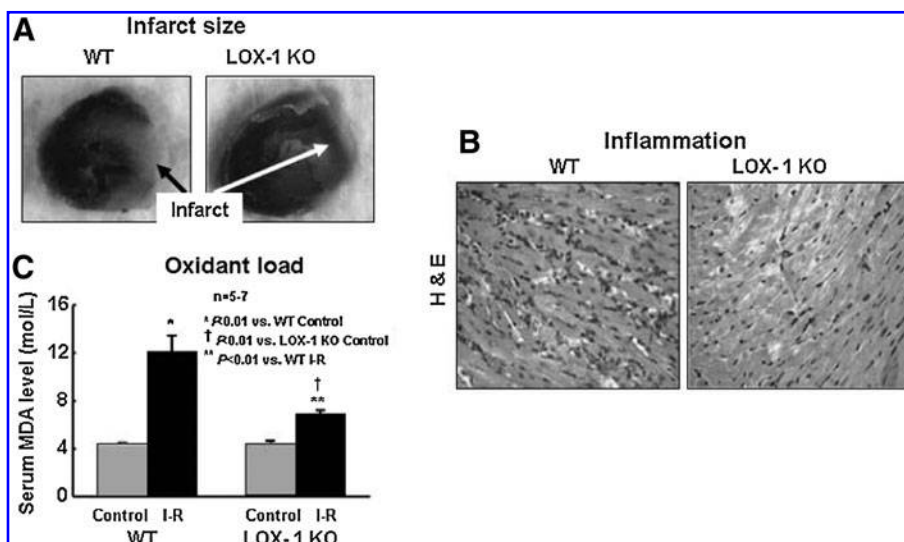 A
Infarct size
WT
LOX-1 KO
Infarct
B
Inflammation
WT
LOX-1 KO
H & E
C
Oxidant load
Serum MDA level (mol/L)
16
12
8
4
0
n=5-7
* P<0.01 vs. WT Control
† P<0.01 vs. LOX-1 KO Control
** P<0.01 vs. WT I-R
*
†
**
Control I-R
Control I-R
WT
LOX-1 KO